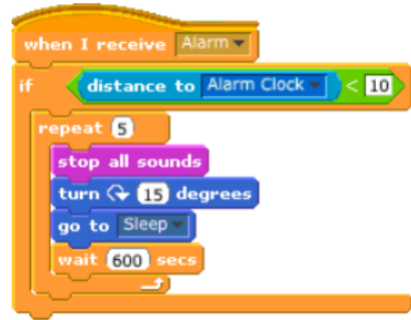 when I receive Alarm
if distance to Alarm Clock < 10
repeat 5
stop all sounds
turn 15 degrees
go to Sleep
wait 600 secs